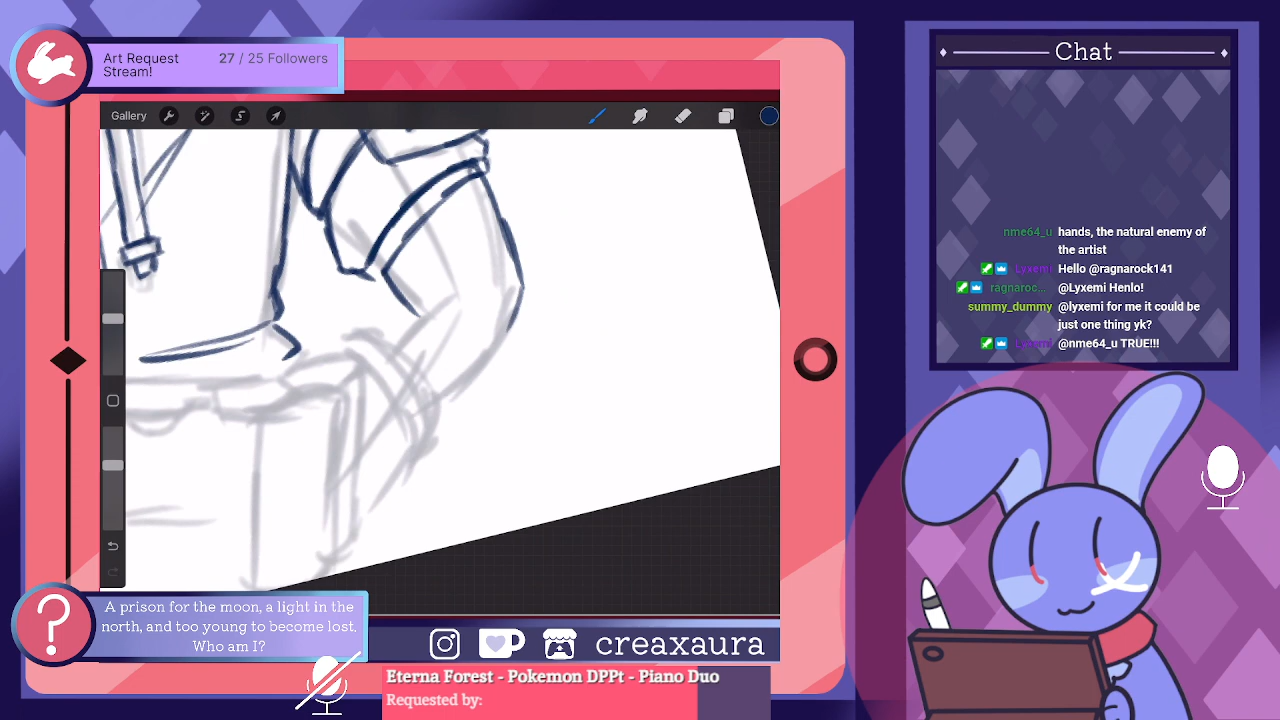 Art Request
Stream!
27 / 25 Followers
Gallery
Chat
nme64_u hands, the natural enemy of
the artist
Lyxemi Hello @ragnarock141
ragnaroc... @Lyxemi Henlo!
summy_dummy @lyxemi for me it could be
just one thing yk?
Lyxemi @nme64_u TRUE!!!
A prison for the moon, a light in the
north, and too young to become lost.
Who am I?
creaxaura
Eterna Forest - Pokemon DPPt - Piano Duo
Requested by: